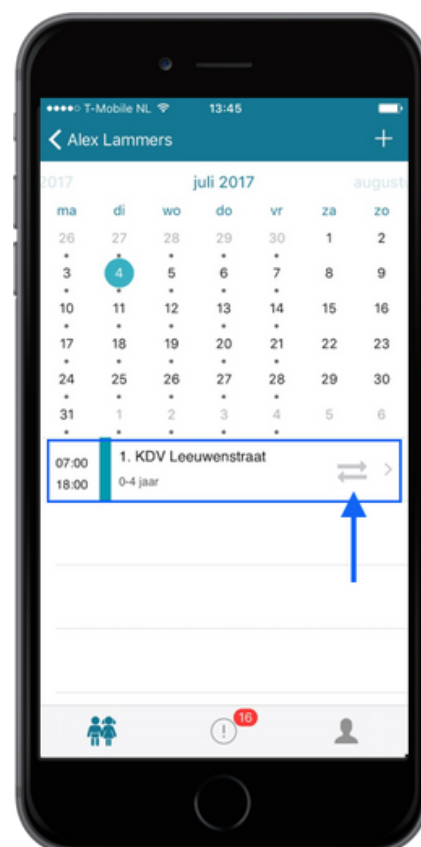 T-Mobile NL 13:45
Alex Lammers +
2017 juli 2017 august
ma di wo do vr za zo
26 27 28 29 30 1 2
3 4 5 6 7 8 9
10 11 12 13 14 15 16
17 18 19 20 21 22 23
24 25 26 27 28 29 30
31 1 2 3 4 5 6
07:00 1. KDV Leeuwenstraat
18:00 0-4 jaar
! 16